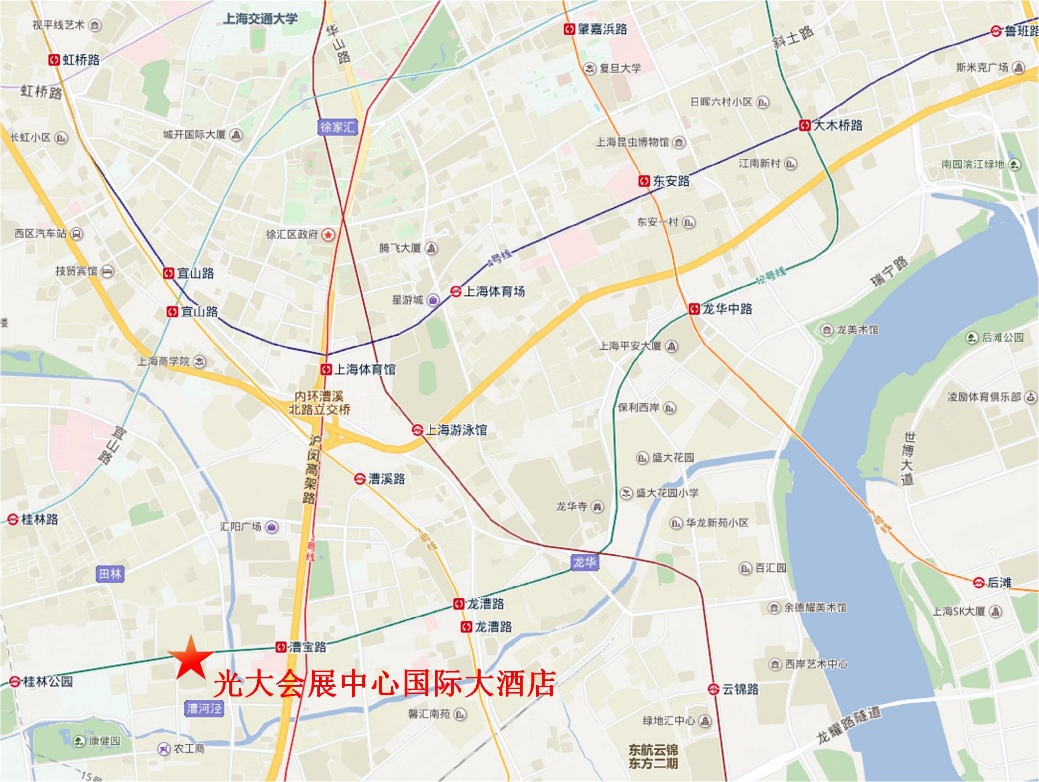 视平线艺术
上海交通大学
华山路
肇嘉浜路
斜土路
鲁班路
虹桥路
复旦大学
斯米克广场
虹桥路
日晖六村小区
长虹小区
城开国际大厦
徐家汇
大木桥路
上海昆虫博物馆
江南新村
南园滨江绿地
东安路
徐汇区政府
东安一村
西区汽车站
腾飞大厦
4号线
技贸宾馆
宜山路
12号线
瑞宁路
星游城
上海体育场
宜山路
龙华中路
龙美术馆
后滩公园
上海平安大厦
上海商学院
上海体育馆
内环漕溪
北路立交桥
保利西岸
凌励体育俱乐部
上海游泳馆
宜山路
沪闵高架路
世博大道
盛大花园
漕溪路
盛大花园小学
龙华寺
桂林路
汇阳广场
华龙新苑小区
7号线
号线
1号线
龙华
百汇园
田林
后滩
龙漕路
余德耀美术馆
上海SK大厦
龙漕路
漕宝路
西岸艺术中心
桂林公园
光大会展中心国际大酒店
云锦路
漕河泾
馨汇南苑
绿地汇中心
龙耀路隧道
康健园
农工商
东航云锦
东方二期
15号